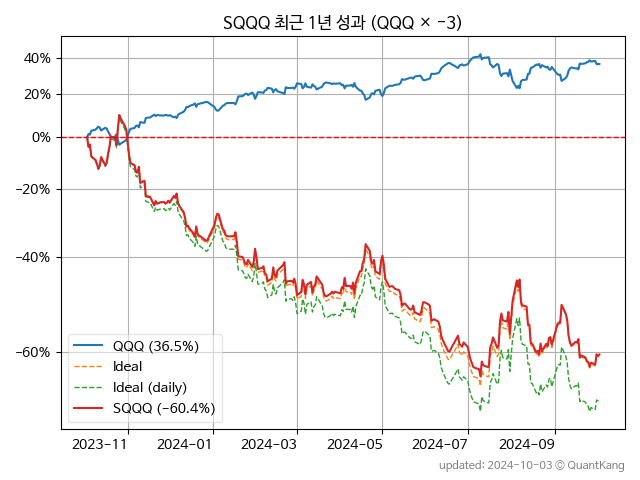 SQQQ 최근 1년 성과 (QQQ × −3)
40%
20%
0%
−20%
−40%
−60%
QQQ (36.5%)
Ideal
Ideal (daily)
SQQQ (−60.4%)
2023-11
2024-01
2024-03
2024-05
2024-07
2024-09
updated: 2024-10-03 © QuantKang